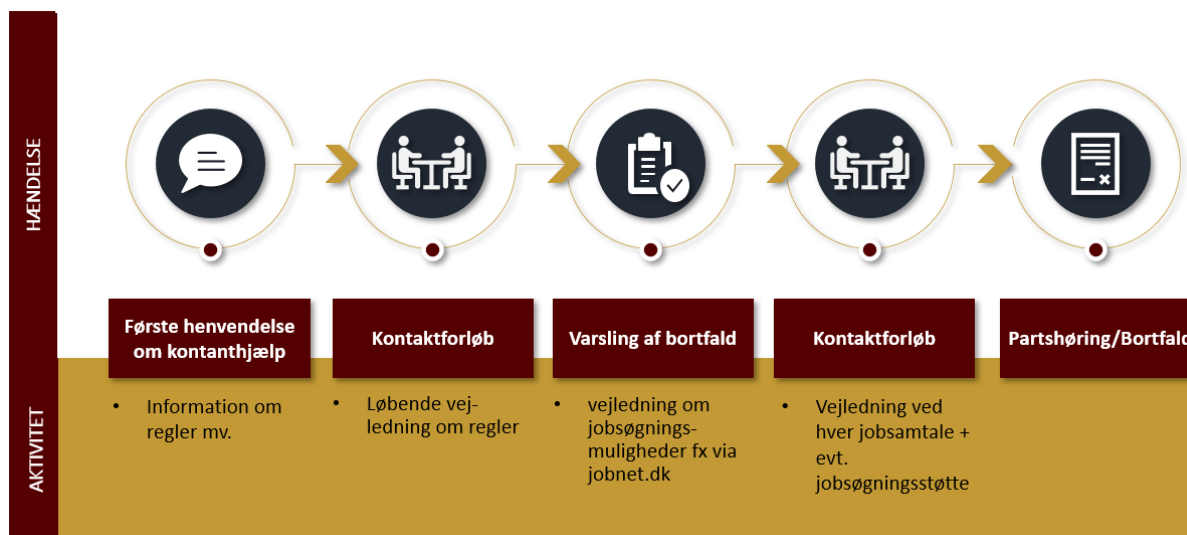 HÆNDELSE
Første henvendelse
om kontanthjælp
Kontaktforløb
Varsling af bortfald
Kontaktforløb
Partshøring/Bortfald
AKTIVITET
• Information om
regler mv.
• Løbende vej-
ledning om regler
• vejledning om
jobsøgnings-
muligheder fx via
jobnet.dk
• Vejledning ved
hver jobsamtale +
evt.
jobsøgningsstøtte